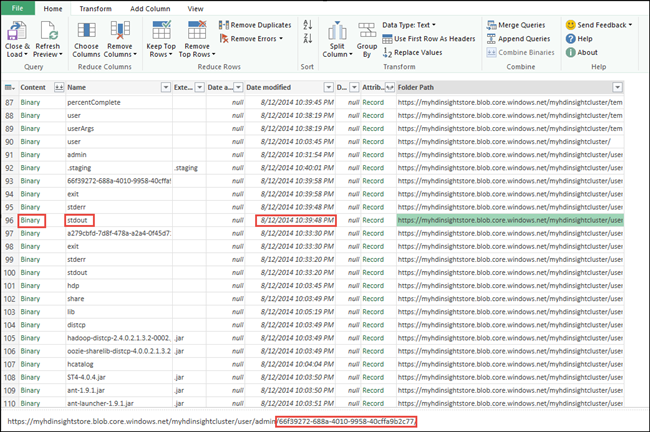 File Home Transform Add Column View
Close & Load Refresh Preview Choose Columns Remove Columns Keep Top Rows Remove Top Rows Remove Duplicates Remove Errors Split Column Group By Data Type: Text Use First Row As Headers Replace Values Merge Queries Append Queries Combine Binaries Send Feedback Help About
Query Reduce Columns Reduce Rows Sort Transform Combine Help
Content Name Exte... Date a... Date modified D... Attrib... Folder Path
87 Binary percentComplete null 8/12/2014 10:39:45 PM null Record https://myhdinsightstore.blob.core.windows.net/myhdinsightcluster/tem
88 Binary user null 8/12/2014 10:38:19 PM null Record https://myhdinsightstore.blob.core.windows.net/myhdinsightcluster/tem
89 Binary userArgs null 8/12/2014 10:38:19 PM null Record https://myhdinsightstore.blob.core.windows.net/myhdinsightcluster/tem
90 Binary user null 8/12/2014 10:03:45 PM null Record https://myhdinsightstore.blob.core.windows.net/myhdinsightcluster/
91 Binary admin null 8/12/2014 10:31:54 PM null Record https://myhdinsightstore.blob.core.windows.net/myhdinsightcluster/user
92 Binary .staging .staging null 8/12/2014 10:40:01 PM null Record https://myhdinsightstore.blob.core.windows.net/myhdinsightcluster/user
93 Binary 66f39272-688a-4010-9958-40cffa9 null 8/12/2014 10:39:58 PM null Record https://myhdinsightstore.blob.core.windows.net/myhdinsightcluster/user
94 Binary exit null 8/12/2014 10:39:58 PM null Record https://myhdinsightstore.blob.core.windows.net/myhdinsightcluster/user
95 Binary stderr null 8/12/2014 10:39:48 PM null Record https://myhdinsightstore.blob.core.windows.net/myhdinsightcluster/user
96 Binary stdout null 8/12/2014 10:39:48 PM null Record https://myhdinsightstore.blob.core.windows.net/myhdinsightcluster/user
97 Binary a279cbfd-7d8f-478a-a2a4-0f45d7: null 8/12/2014 10:33:30 PM null Record https://myhdinsightstore.blob.core.windows.net/myhdinsightcluster/user
98 Binary exit null 8/12/2014 10:33:30 PM null Record https://myhdinsightstore.blob.core.windows.net/myhdinsightcluster/user
99 Binary stderr null 8/12/2014 10:33:20 PM null Record https://myhdinsightstore.blob.core.windows.net/myhdinsightcluster/user
100 Binary stdout null 8/12/2014 10:33:20 PM null Record https://myhdinsightstore.blob.core.windows.net/myhdinsightcluster/user
101 Binary hdp null 8/12/2014 10:03:45 PM null Record https://myhdinsightstore.blob.core.windows.net/myhdinsightcluster/user
102 Binary share null 8/12/2014 10:03:49 PM null Record https://myhdinsightstore.blob.core.windows.net/myhdinsightcluster/user
103 Binary lib null 8/12/2014 10:05:19 PM null Record https://myhdinsightstore.blob.core.windows.net/myhdinsightcluster/user
104 Binary distcp null 8/12/2014 10:03:49 PM null Record https://myhdinsightstore.blob.core.windows.net/myhdinsightcluster/user
105 Binary hadoop-distcp-2.4.0.2.1.3.2-0002. .jar null 8/12/2014 10:03:49 PM null Record https://myhdinsightstore.blob.core.windows.net/myhdinsightcluster/user
106 Binary oozie-sharelib-distcp-4.0.0.2.1.3.2 .jar null 8/12/2014 10:03:49 PM null Record https://myhdinsightstore.blob.core.windows.net/myhdinsightcluster/user
107 Binary hcatalog null 8/12/2014 10:04:04 PM null Record https://myhdinsightstore.blob.core.windows.net/myhdinsightcluster/user
108 Binary ST4-4.0.4.jar .jar null 8/12/2014 10:03:50 PM null Record https://myhdinsightstore.blob.core.windows.net/myhdinsightcluster/user
109 Binary ant-1.9.1.jar .jar null 8/12/2014 10:03:50 PM null Record https://myhdinsightstore.blob.core.windows.net/myhdinsightcluster/user
110 Binary ant-launcher-1.9.1.jar .jar null 8/12/2014 10:03:51 PM null Record https://myhdinsightstore.blob.core.windows.net/myhdinsightcluster/user
https://myhdinsightstore.blob.core.windows.net/myhdinsightcluster/user/admin/66f39272-688a-4010-9958-40cffa9b2c77/